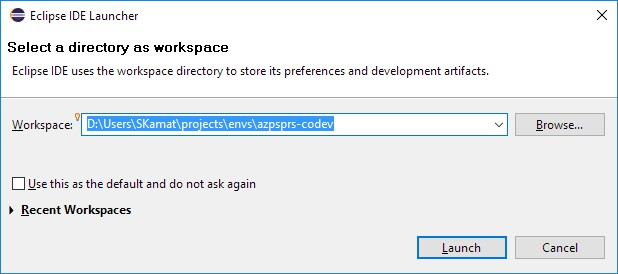 Eclipse IDE Launcher
Select a directory as workspace
Eclipse IDE uses the workspace directory to store its preferences and development artifacts.
Workspace: D:\Users\SKamat\projects\envs\azpsprs-codev Browse...
Use this as the default and do not ask again
Recent Workspaces
Launch Cancel